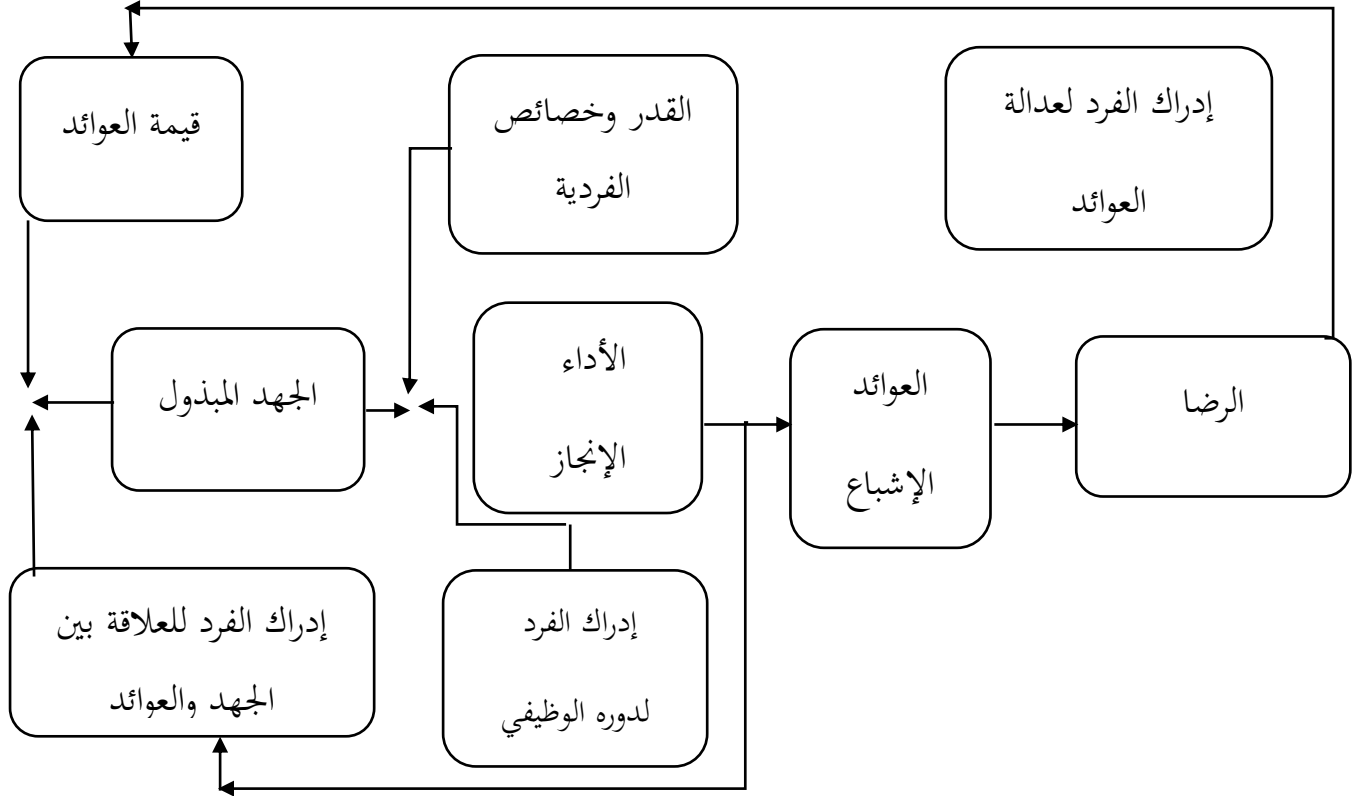 إدراك الفرد لعدالة
العوائد
القدر وخصائص
الفردية
قيمة العوائد
الرضا
العوائد
الإشباع
الأداء
الإنجاز
الجهد المبذول
إدراك الفرد
لدوره الوظيفي
إدراك الفرد للعلاقة بين
الجهد والعوائد